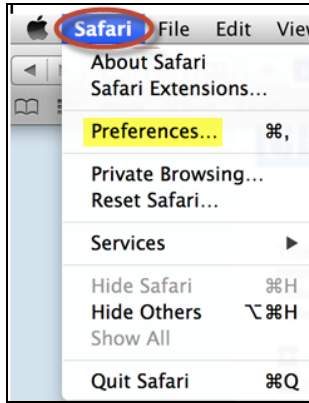 Safari File Edit Vie
About Safari
Safari Extensions...
Preferences... ⌘,
Private Browsing...
Reset Safari...
Services ▶
Hide Safari ⌘H
Hide Others ⌥⌘H
Show All
Quit Safari ⌘Q